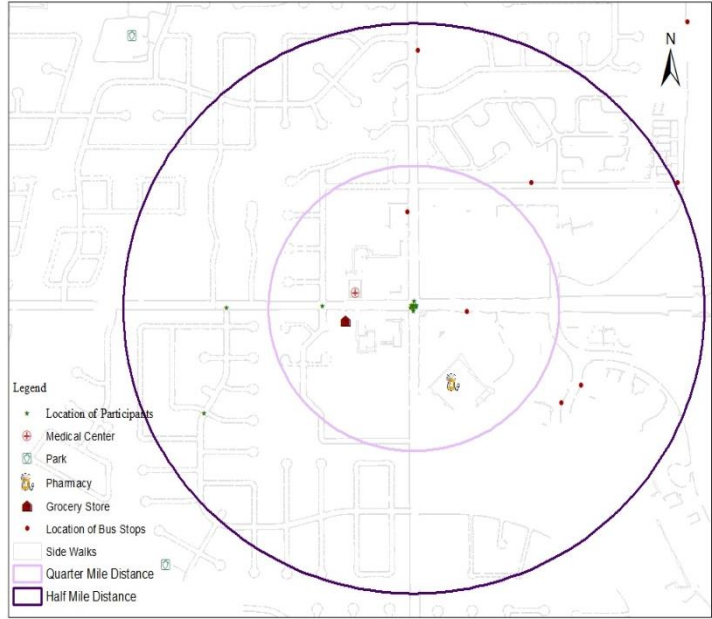 N
Legend
Location of Participants
Medical Center
Park
Pharmacy
Grocery Store
Location of Bus Stops
Side Walks
Quarter Mile Distance
Half Mile Distance